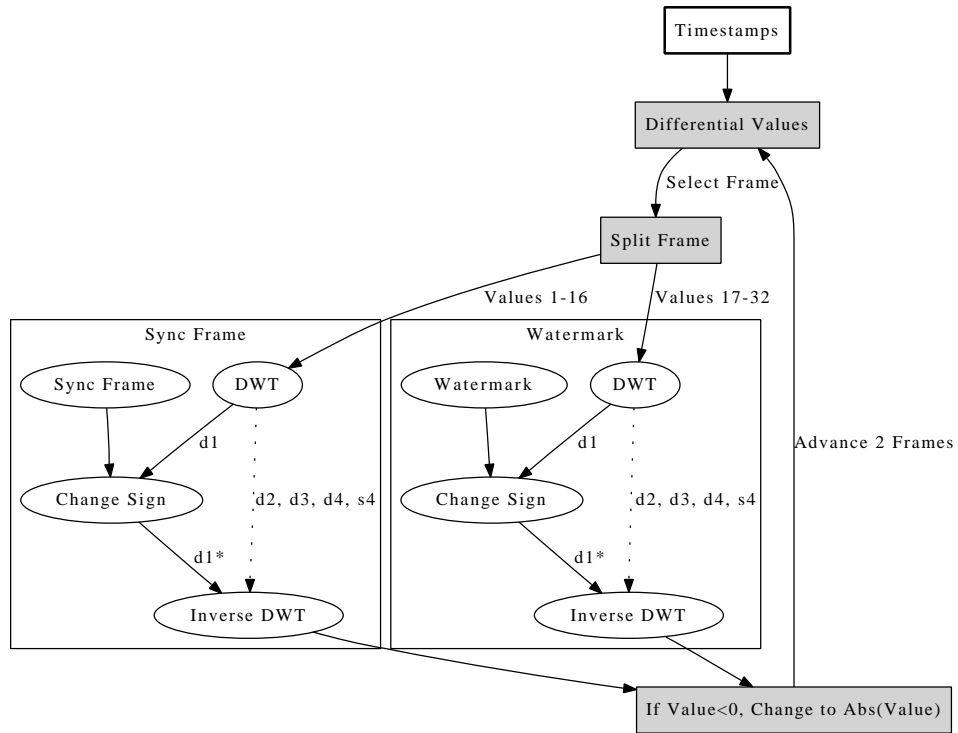 Timestamps
Differential Values
Select Frame
Split Frame
Values 1-16
Values 17-32
Sync Frame
Watermark
Sync Frame
DWT
Watermark
DWT
d1
d1
Advance 2 Frames
Change Sign
d2, d3, d4, s4
Change Sign
d2, d3, d4, s4
d1*
d1*
Inverse DWT
Inverse DWT
If Value<0, Change to Abs(Value)